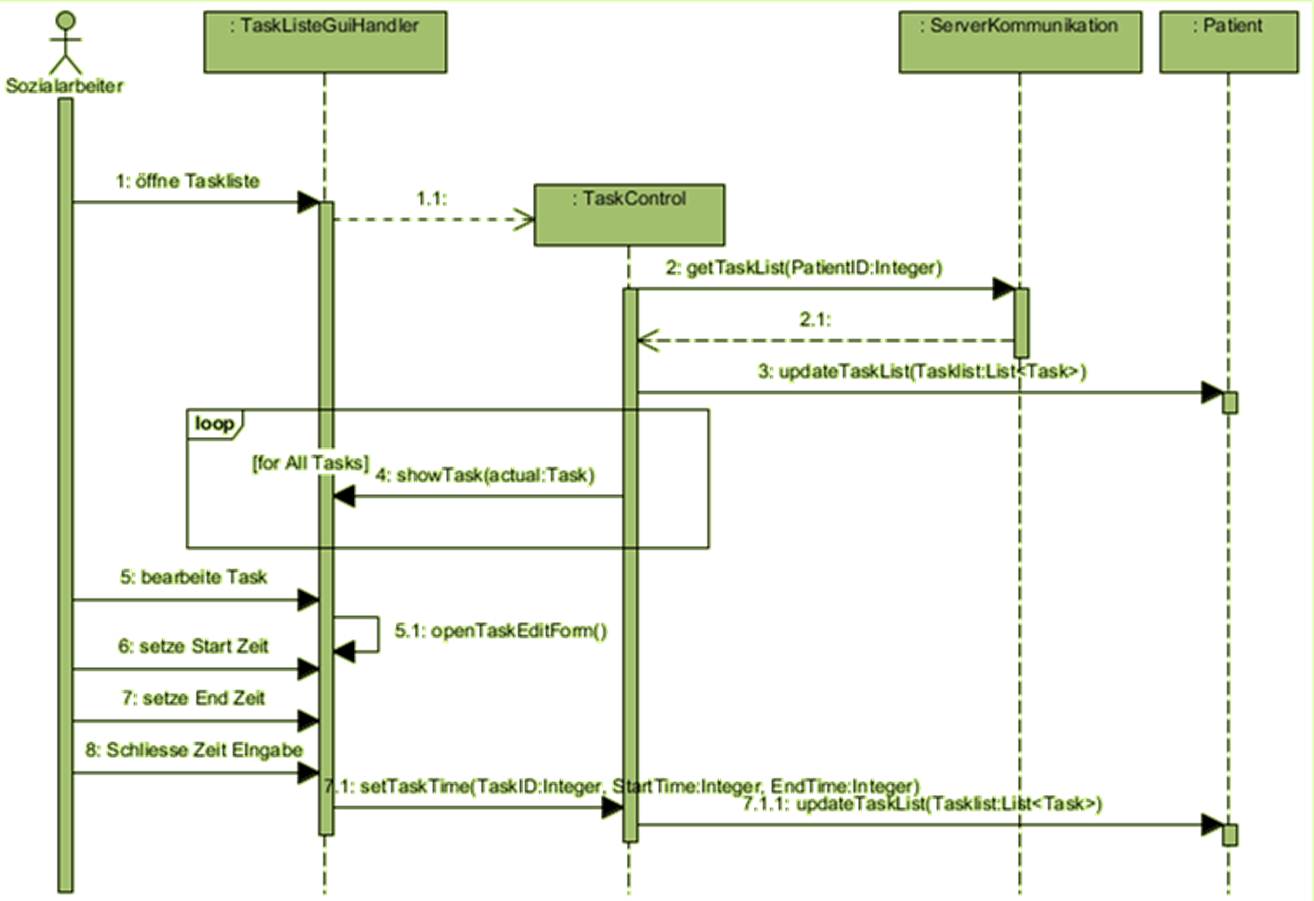 : TaskListeGuiHandler
: ServerKommunikation
: Patient
Sozialarbeiter
1: öffne Taskliste
1.1:
: TaskControl
2: getTaskList(PatientID:Integer)
2.1:
3: updateTaskList(Tasklist:List<Task>)
loop
[for All Tasks]
4: showTask(actual:Task)
5: bearbeite Task
5.1: openTaskEditForm()
6: setze Start Zeit
7: setze End Zeit
8: Schliesse Zeit EIngabe
7.1: setTaskTime(TaskID:Integer, StartTime:Integer, EndTime:Integer)
7.1.1: updateTaskList(Tasklist:List<Task>)